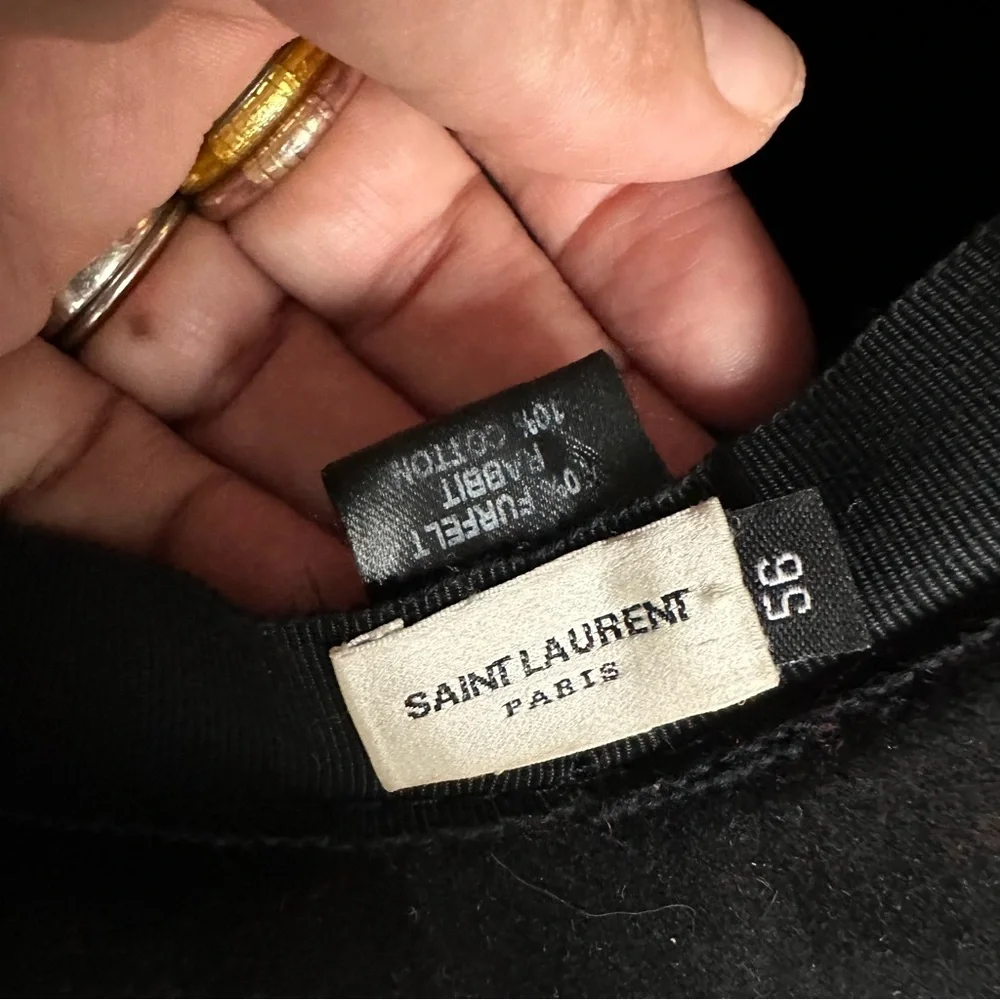 FURFELT
RABBIT
10% COTTON
SAINT LAURENT
PARIS
56